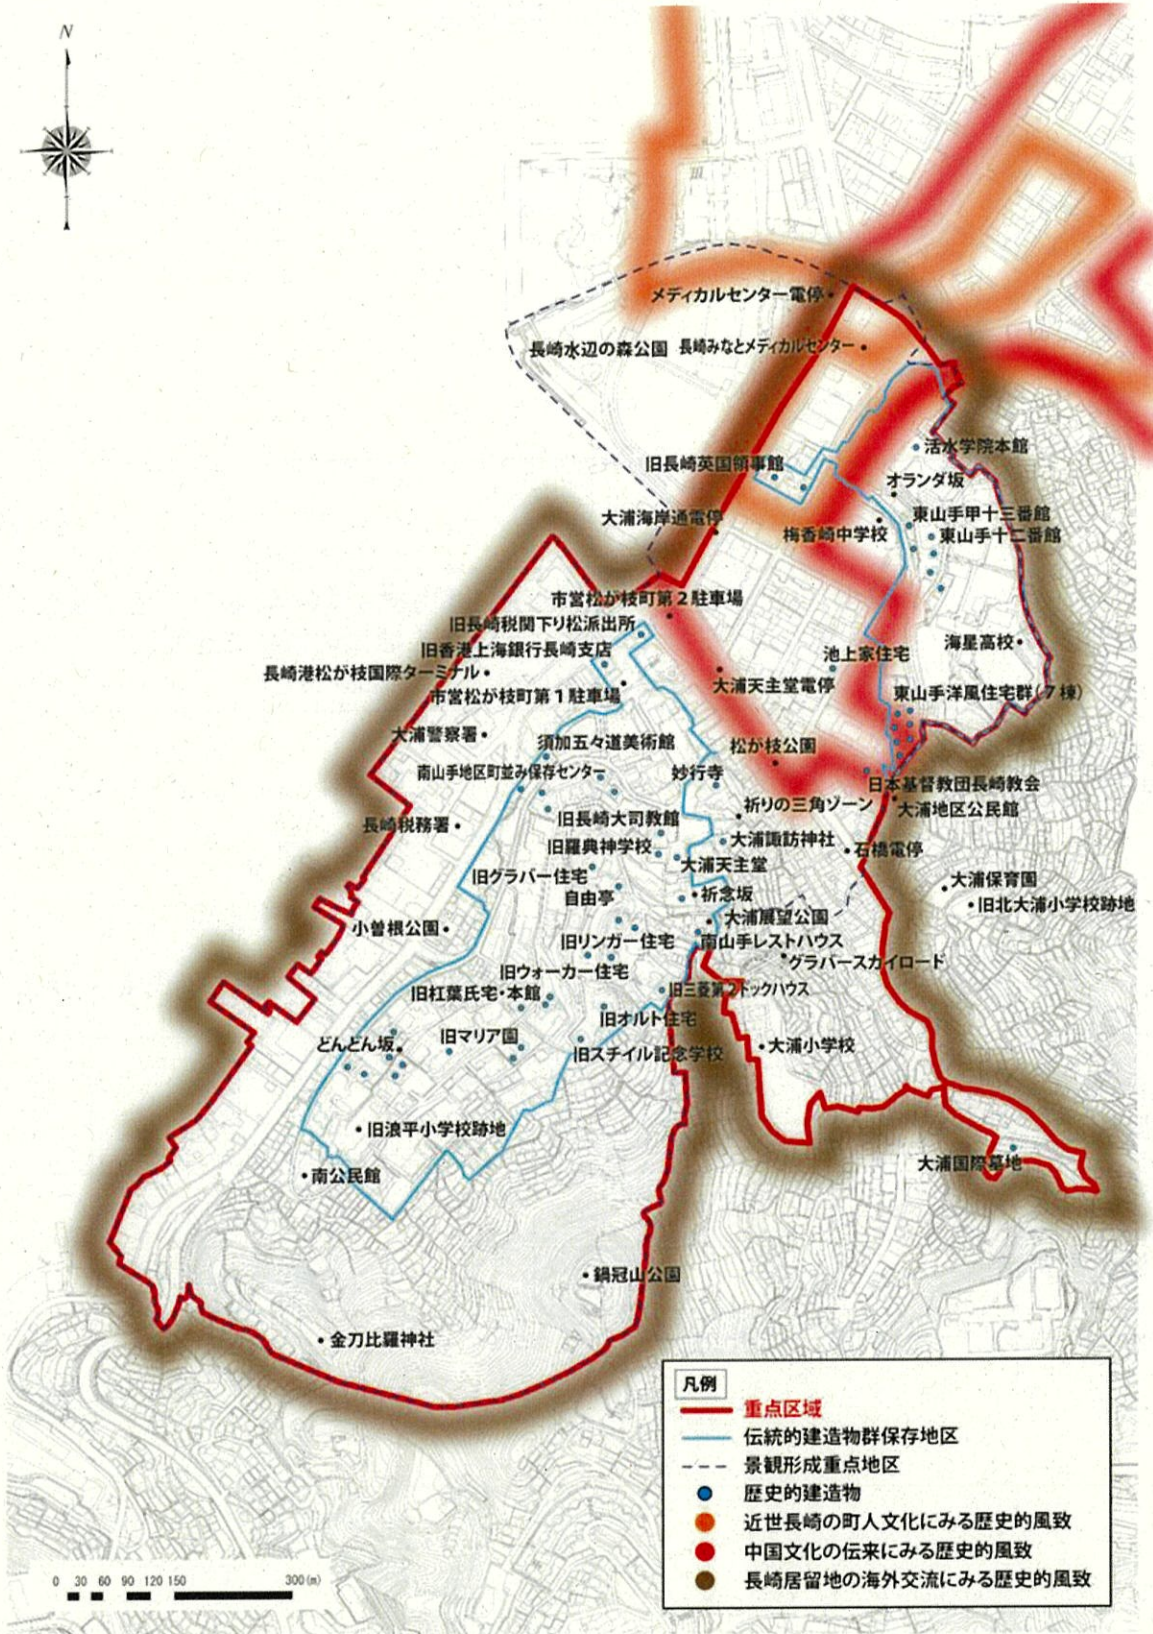 N
メディカルセンター電停
長崎水辺の森公園
長崎みなとメディカルセンター
活水学院本館
旧長崎英国領事館
オランダ坂
東山手甲十三番館
大浦海岸通電停
梅香崎中学校
東山手十二番館
市営松が枝町第2駐車場
旧長崎税関下り松派出所
旧香港上海銀行長崎支店
池上家住宅
海星高校
長崎港松が枝国際ターミナル
大浦天主堂電停
市営松が枝町第1駐車場
東山手洋風住宅群(7棟)
大浦警察署
須加五々道美術館
松が枝公園
南山手地区町並み保存センター
妙行寺
日本基督教団長崎教会
祈りの三角ゾーン
大浦地区公民館
長崎税務署
旧長崎大司教館
旧羅典神学校
大浦諏訪神社
石橋電停
大浦天主堂
旧グラバー住宅
大浦保育園
自由亭
祈念坂
旧北大浦小学校跡地
小曽根公園
大浦展望公園
旧リンガー住宅
南山手レストハウス
グラバースカイロード
旧ウォーカー住宅
旧杠葉氏宅・本館
旧三菱第2ドックハウス
旧オルト住宅
どんどん坂
旧マリア園
旧スチイル記念学校
大浦小学校
旧浪平小学校跡地
大浦国際墓地
南公民館
鍋冠山公園
金刀比羅神社
凡例
重点区域
伝統的建造物群保存地区
景観形成重点地区
歴史的建造物
近世長崎の町人文化にみる歴史的風致
中国文化の伝来にみる歴史的風致
長崎居留地の海外交流にみる歴史的風致
0 30 60 90 120 150 300(m)